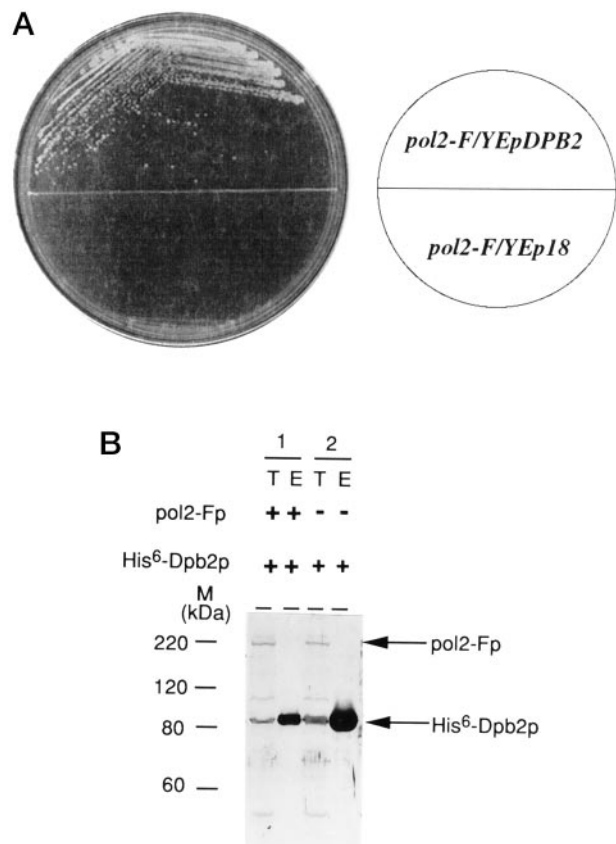 A
pol2-F/YEpDPB2
pol2-F/YEp18
B
1 2
T E T E
pol2-Fp + + - -
His6-Dpb2p + + + +
M
(kDa)
220
pol2-Fp
120
80
His6-Dpb2p
60